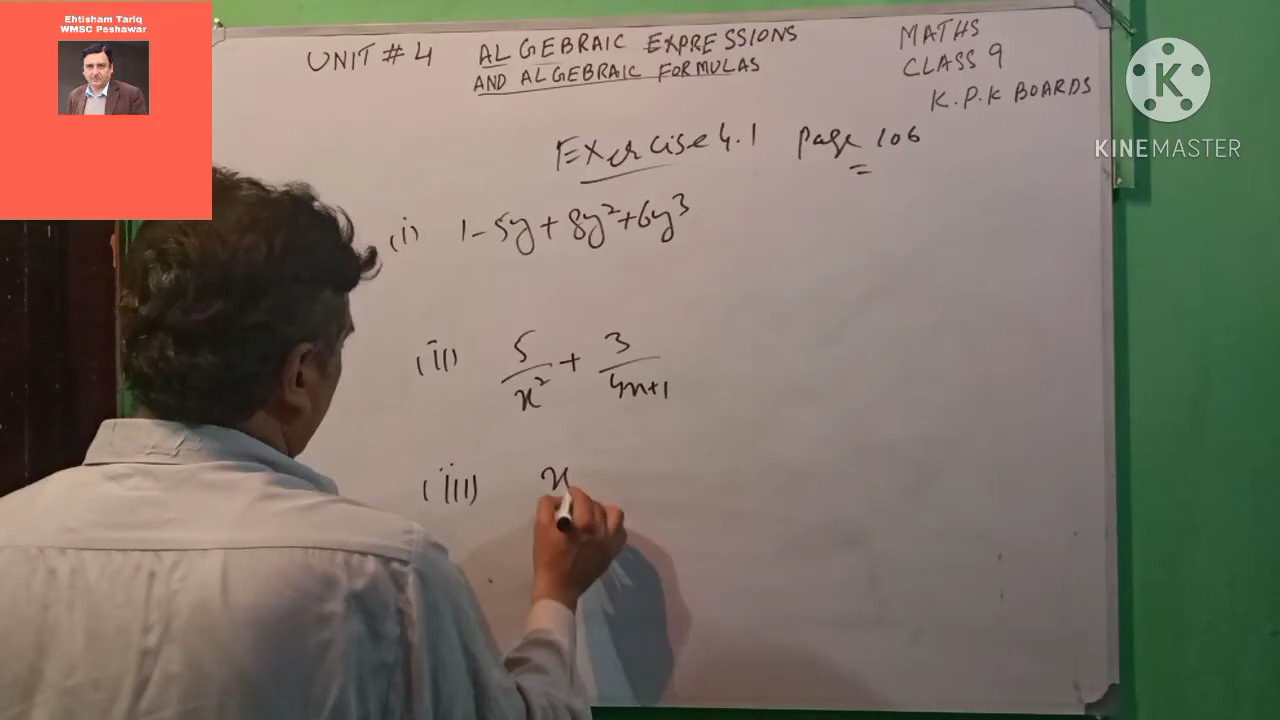 Ehtisham Tariq
WMSC Peshawar
UNIT # 4 ALGEBRAIC EXPRESSIONS
AND ALGEBRAIC FORMULAS
MATHS
CLASS 9
K.P.K BOARDS
K
KINEMASTER
Exercise 4.1 page 106
(i) 1 - 5y + 8y² + 6y³
(ii) 5/x² + 3/4x+1
(iii) x